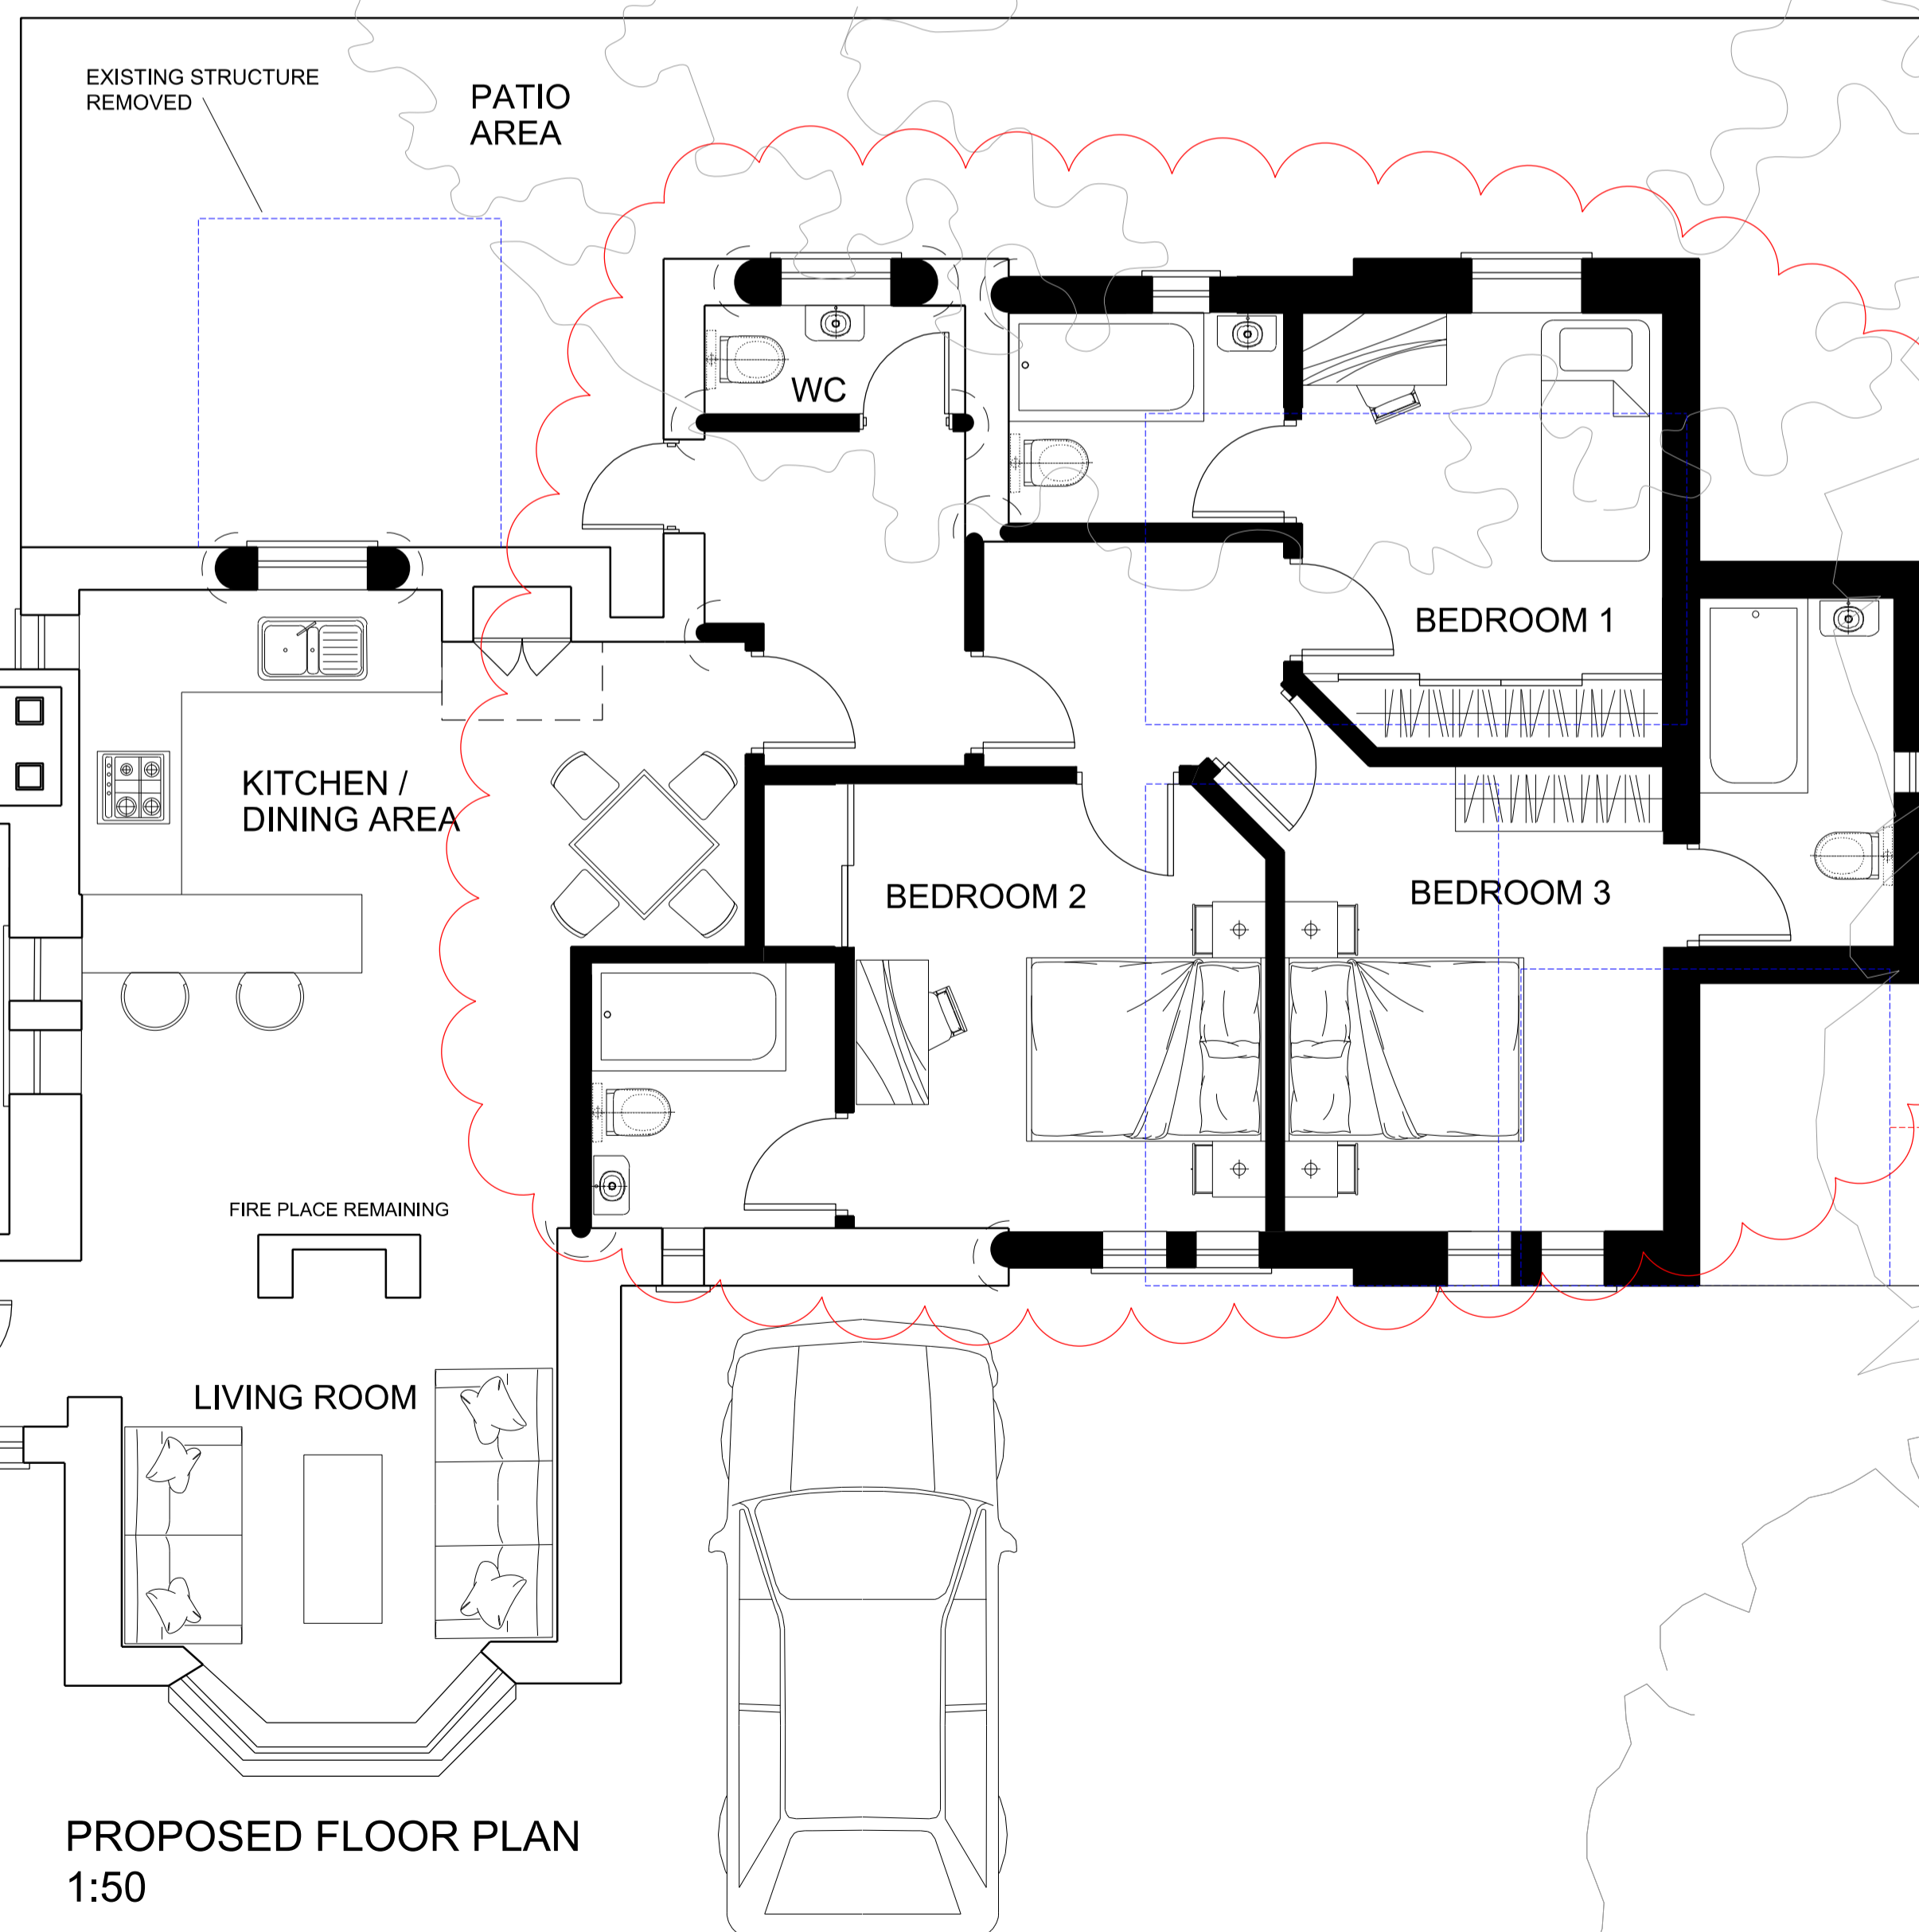 EXISTING STRUCTURE
REMOVED
PATIO
AREA
WC
BEDROOM 1
KITCHEN /
DINING AREA
BEDROOM 2
BEDROOM 3
FIRE PLACE REMAINING
LIVING ROOM
PROPOSED FLOOR PLAN
1:50